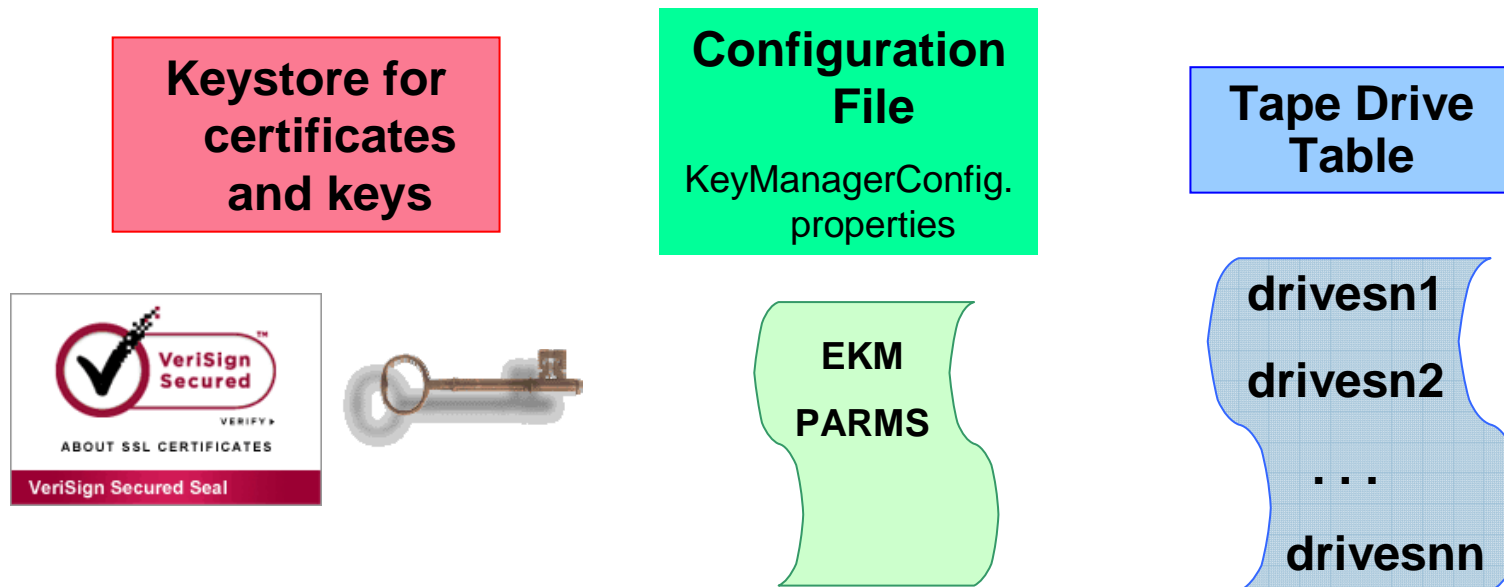 Keystore for
certificates
and keys
VeriSign
Secured
™
VERIFY▸
ABOUT SSL CERTIFICATES
VeriSign Secured Seal
Configuration
File
KeyManagerConfig.
properties
EKM
PARMS
Tape Drive
Table
drivesn1
drivesn2
. . .
drivesnn